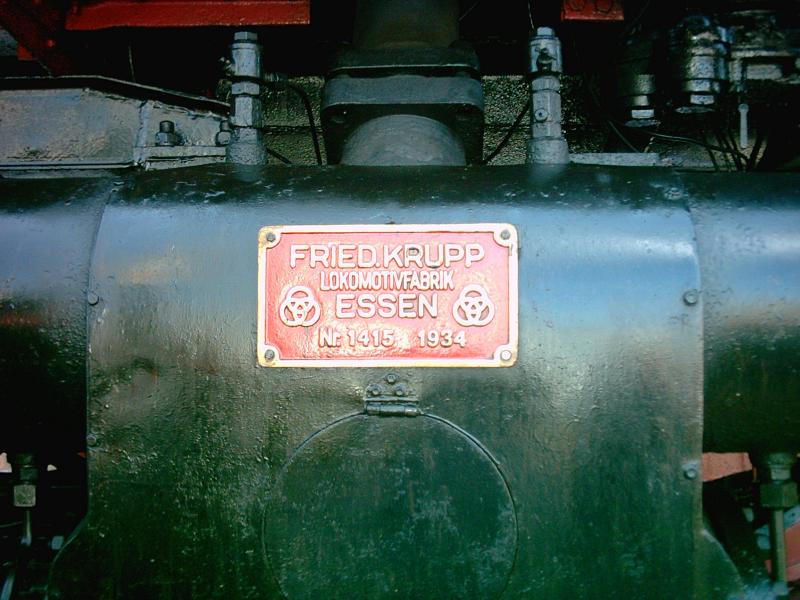 FRIED. KRUPP
LOKOMOTIVFABRIK
ESSEN
Nr. 1415 1934